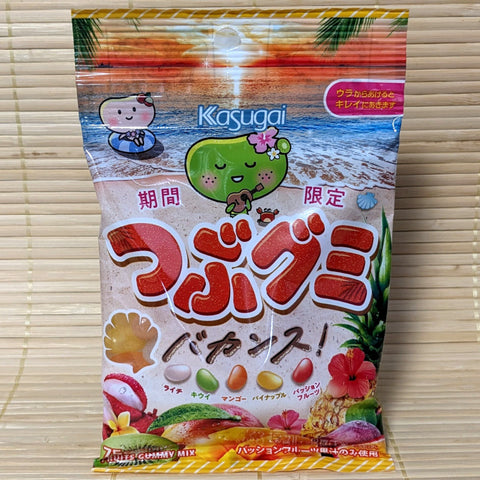 Kasugai
ウラからあけると
キレイにあきます
期間 限定
つぶグミ
バカンス!
ライチ
キウイ
マンゴー
パイナップル
パッション
フルーツ
GUMMY MIX
パッションフルーツ果汁のみ使用